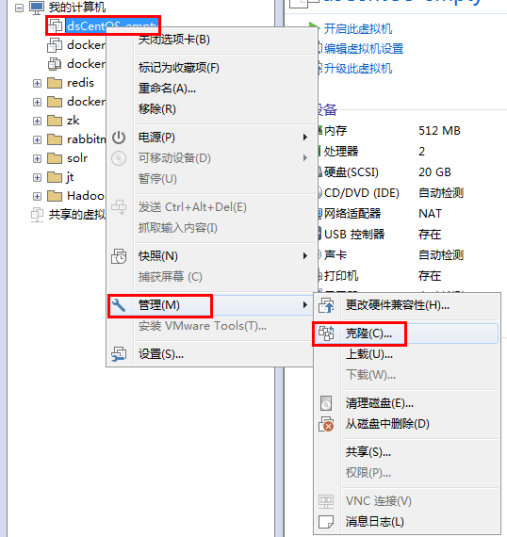 我的计算机
dsCentOS-empty
docker
docker
redis
docker
zk
rabbitm
solr
jt
Hadoo
共享的虚拟
关闭选项卡(B)
标记为收藏项(F)
重命名(A)...
移除(R)
电源(P)
可移动设备(D)
暂停(U)
发送 Ctrl+Alt+Del(E)
抓取输入内容(I)
快照(N)
捕获屏幕 (C)
管理(M)
安装 VMware Tools(T)...
设置(S)...
更改硬件兼容性(H)...
克隆(C)...
上载(U)...
下载(W)...
清理磁盘(E)...
从磁盘中删除(D)
共享(S)...
权限(P)...
VNC 连接(V)
消息日志(L)
dsCentOS-empty
开启此虚拟机
编辑虚拟机设置
升级此虚拟机
设备
内存 512 MB
处理器 2
硬盘(SCSI) 20 GB
CD/DVD (IDE) 自动检测
网络适配器 NAT
USB 控制器 存在
声卡 自动检测
打印机 存在